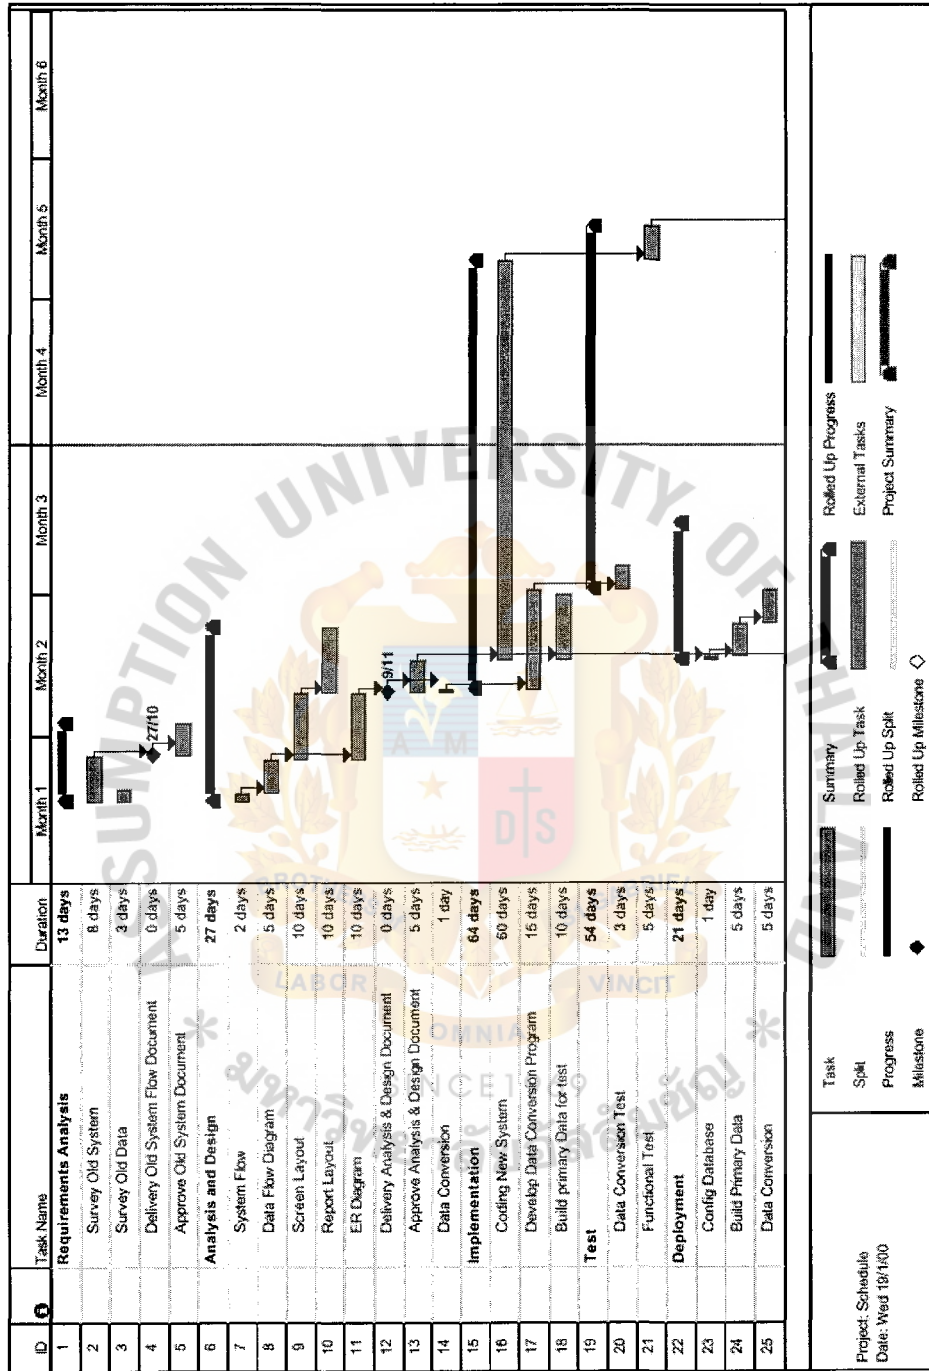 ID Task Name Duration Month 1 Month 2 Month 3 Month 4 Month 5 Month 6
1 Requirements Analysis 13 days
2 Survey Old System 8 days
3 Survey Old Data 3 days
4 Delivery Old System Flow Document 0 days 27/10
5 Approve Old System Document 5 days
6 Analysis and Design 27 days
7 System Flow 2 days
8 Data Flow Diagram 5 days
9 Screen Layout 10 days
10 Report Layout 10 days
11 ER Diagram 10 days
12 Delivery Analysis & Design Document 0 days 9/11
13 Approve Analysis & Design Document 5 days
14 Data Conversion 1 day
15 Implementation 64 days
16 Coding New System 60 days
17 Develop Data Conversion Program 15 days
18 Build primary Data for test 10 days
19 Test 54 days
20 Data Conversion Test 3 days
21 Functional Test 5 days
22 Deployment 21 days
23 Config Database 1 day
24 Build Primary Data 5 days
25 Data Conversion 5 days
Project: Schedule
Date: Wed 19/1/00
Task Summary Rolled Up Progress
Split Rolled Up Task External Tasks
Progress Rolled Up Split Project Summary
Milestone Rolled Up Milestone
ASSUMPTION UNIVERSITY OF THAILAND
A M
D S
LABOR
OMNIA
VINCIT
SINCE 1969